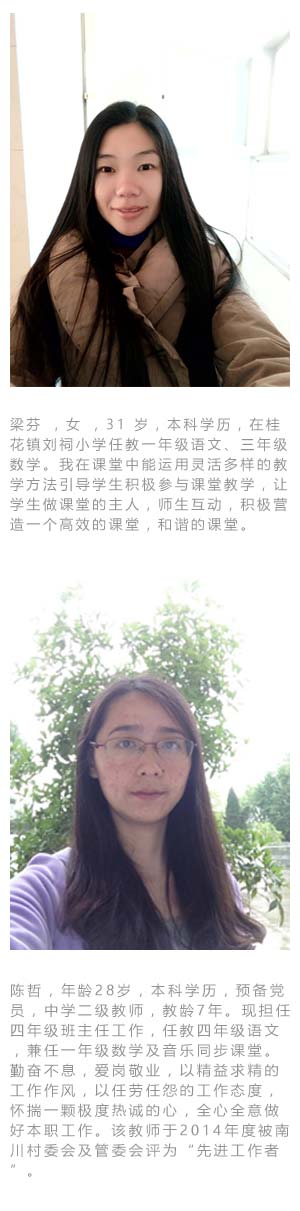 梁芬 ，女 ，31 岁，本科学历，在桂
花镇刘祠小学任教一年级语文、三年级
数学。我在课堂中能运用灵活多样的教
学方法引导学生积极参与课堂教学，让
学生做课堂的主人，师生互动，积极营
造一个高效的课堂，和谐的课堂。
陈哲，年龄28岁，本科学历，预备党
员，中学二级教师，教龄7年。现担任
四年级班主任工作，任教四年级语文
，兼任一年级数学及音乐同步课堂。
勤奋不息，爱岗敬业，以精益求精的
工作作风，以任劳任怨的工作态度，
怀揣一颗极度热诚的心，全心全意做
好本职工作。该教师于2014年度被南
川村委会及管委会评为“先进工作者
”。